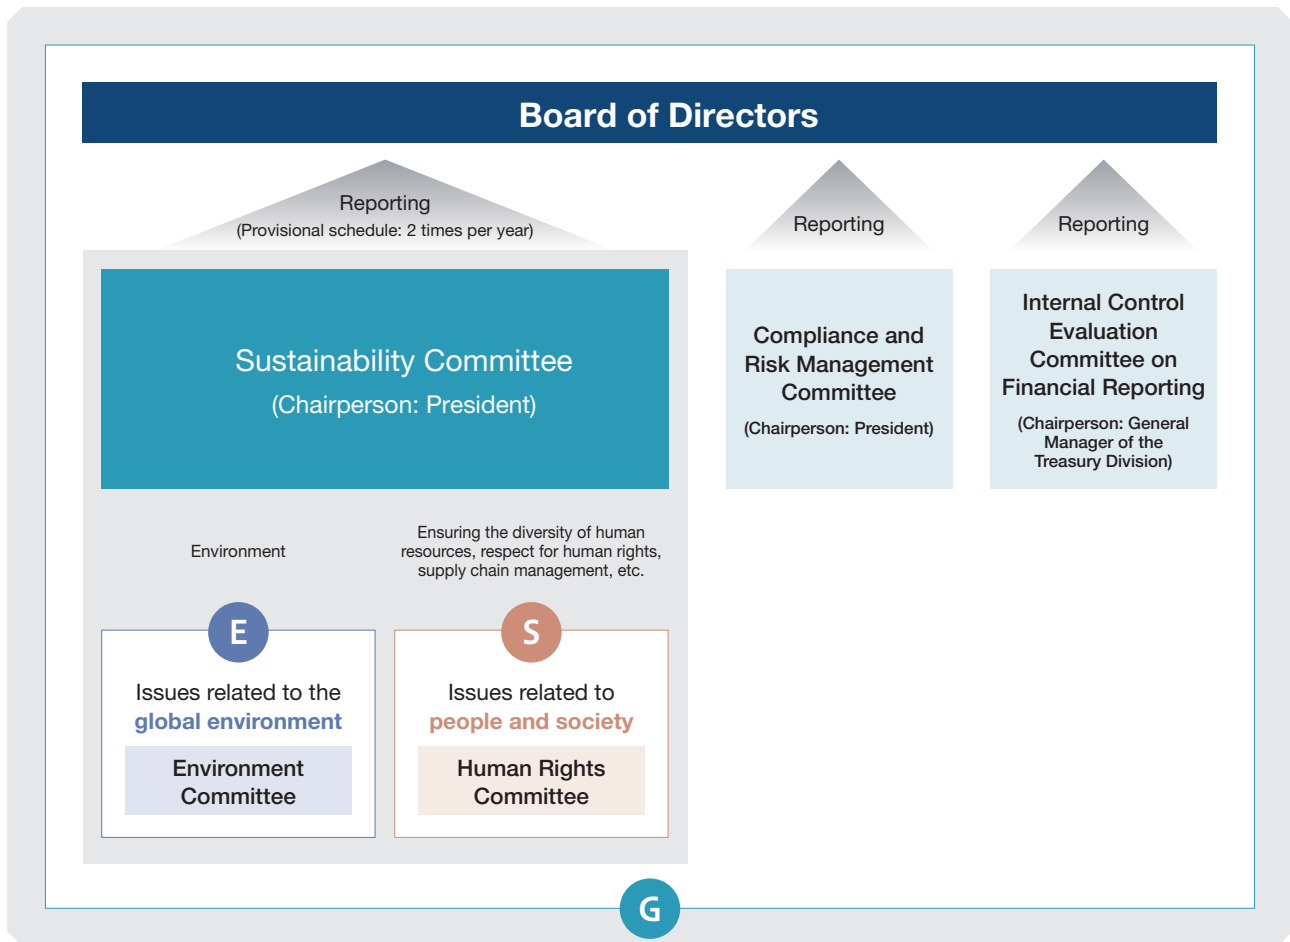 Board of Directors
Reporting
(Provisional schedule: 2 times per year)
Reporting
Reporting
Sustainability Committee
(Chairperson: President)
Compliance and
Risk Management
Committee
(Chairperson: President)
Internal Control
Evaluation
Committee on
Financial Reporting
(Chairperson: General
Manager of the
Treasury Division)
Environment
Ensuring the diversity of human
resources, respect for human rights,
supply chain management, etc.
E
Issues related to the
global environment
Environment
Committee
S
Issues related to
people and society
Human Rights
Committee
G